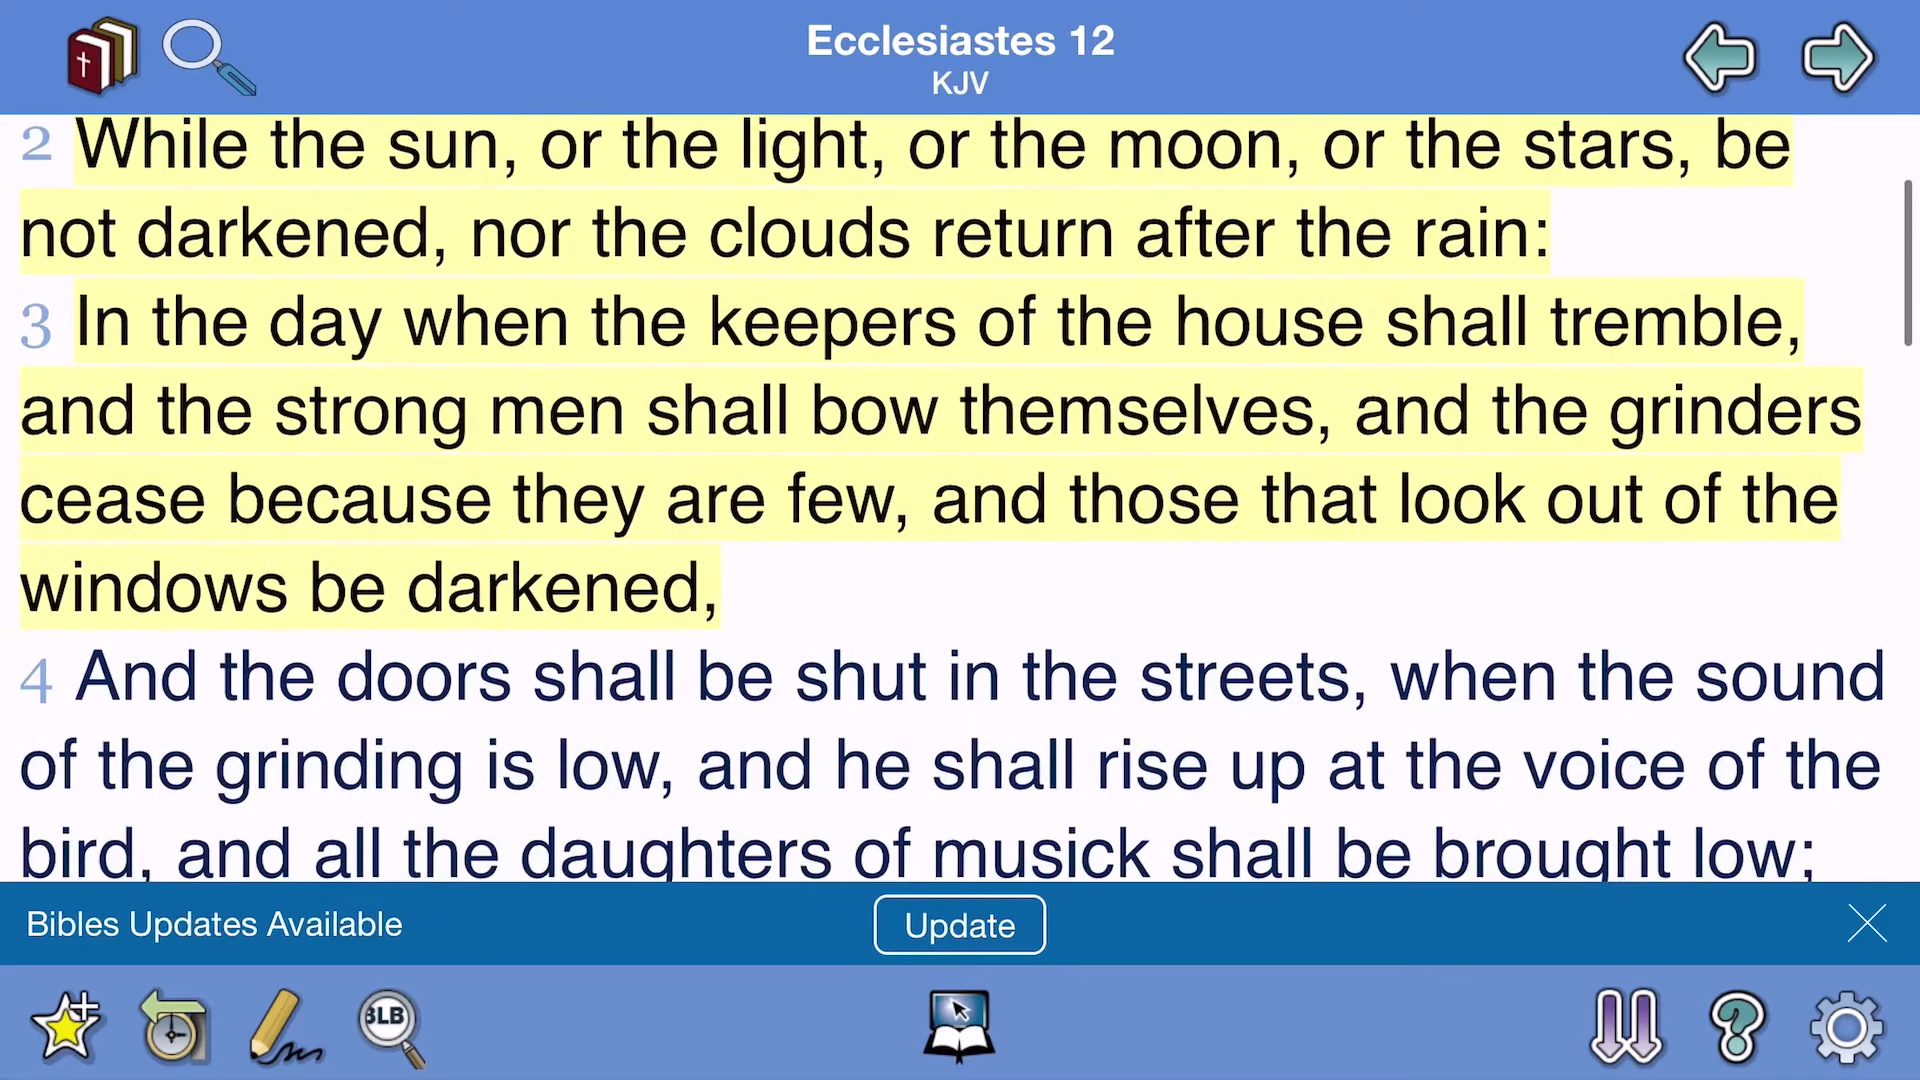 Ecclesiastes 12
KJV
2 While the sun, or the light, or the moon, or the stars, be
not darkened, nor the clouds return after the rain:
3 In the day when the keepers of the house shall tremble,
and the strong men shall bow themselves, and the grinders
cease because they are few, and those that look out of the
windows be darkened,
4 And the doors shall be shut in the streets, when the sound
of the grinding is low, and he shall rise up at the voice of the
bird, and all the daughters of musick shall be brought low;
Bibles Updates Available
Update
BLB